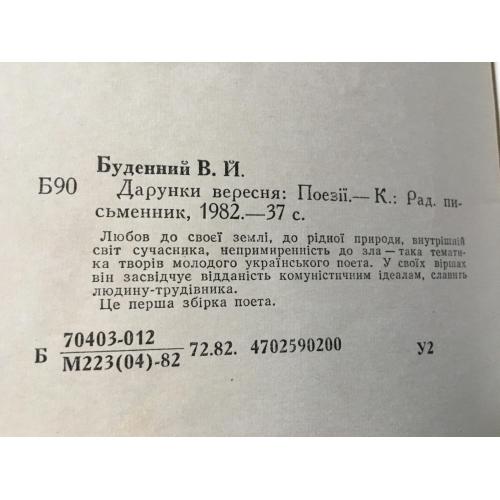 Буденний В. Й.
Б90 Дарунки вересня: Поезії.— К.: Рад. пи-
сьменник, 1982.—37 с.
Любов до своєї землі, до рідної природи, внутрішній
світ сучасника, непримиренність до зла — така темати-
ка творів молодого українського поета. У своїх віршах
він засвідчує відданість комуністичним ідеалам, славить
людину-трудівника.
Це перша збірка поета.
70403-012
Б 72.82. 4702590200 У2
М223(04)-82